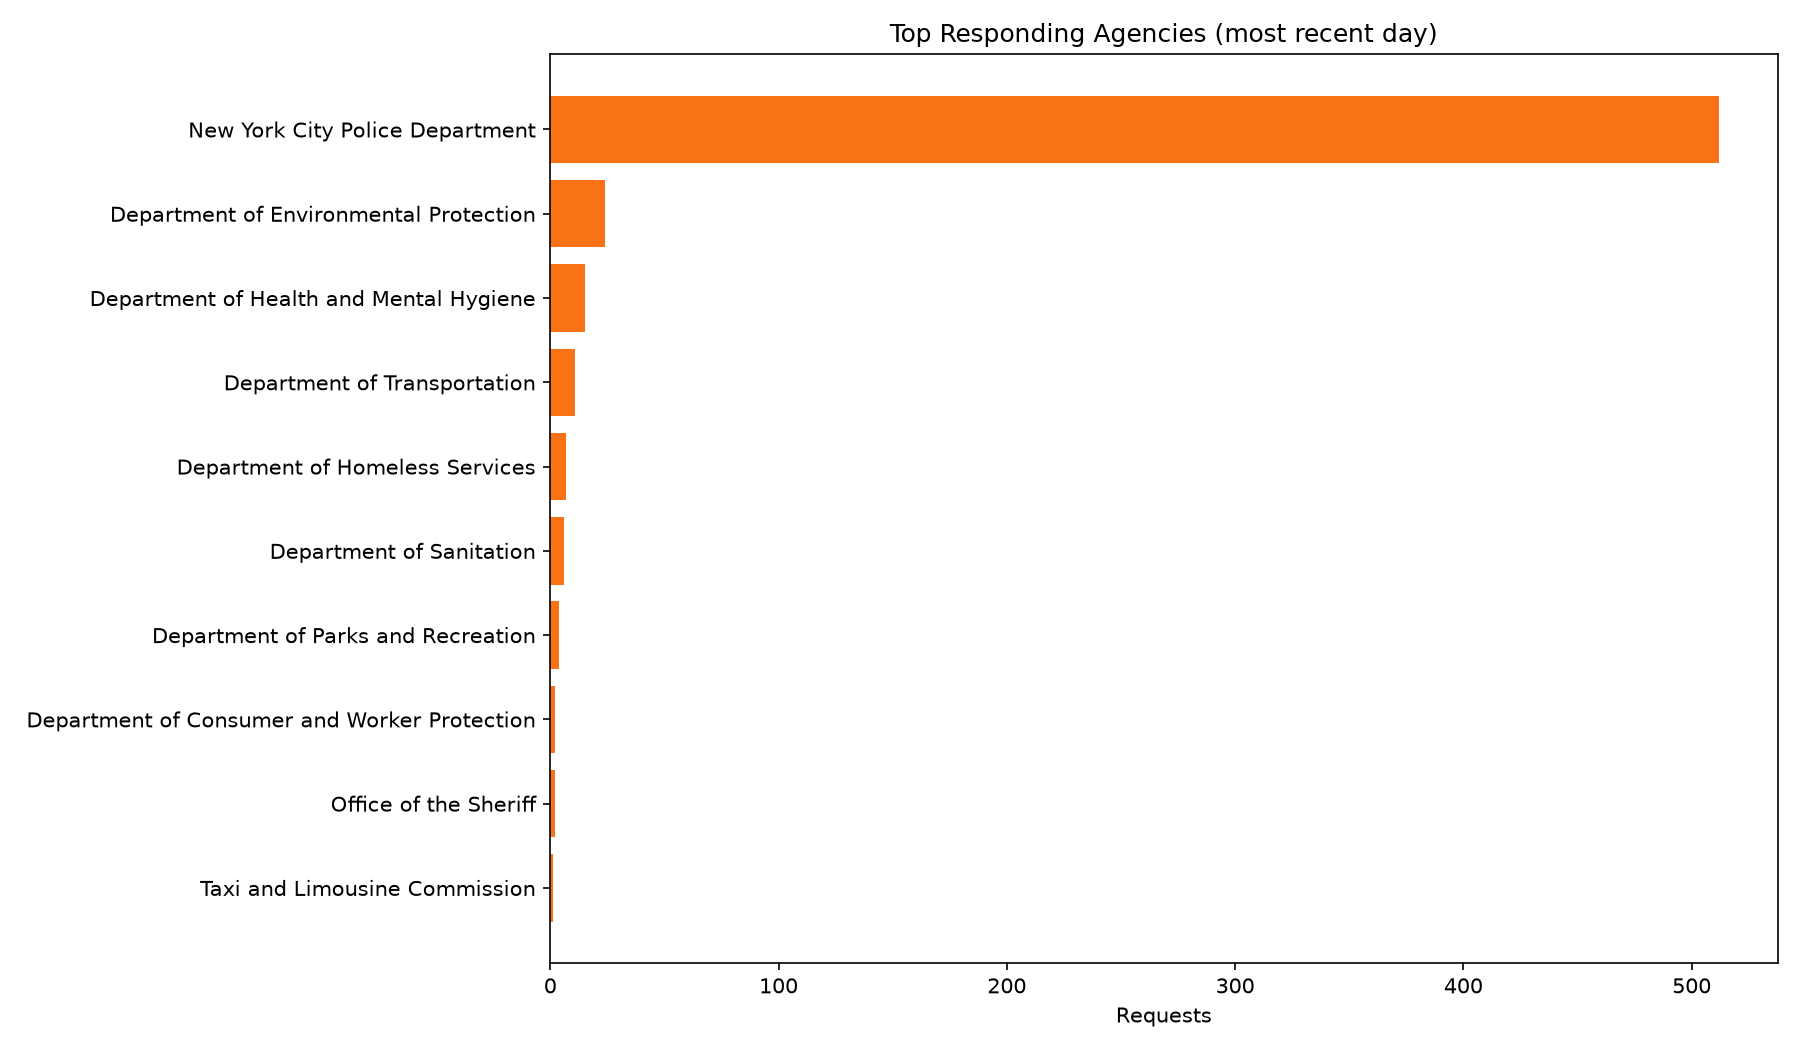 Top Responding Agencies (most recent day)
New York City Police Department
Department of Environmental Protection
Department of Health and Mental Hygiene
Department of Transportation
Department of Homeless Services
Department of Sanitation
Department of Parks and Recreation
Department of Consumer and Worker Protection
Office of the Sheriff
Taxi and Limousine Commission
0 100 200 300 400 500
Requests